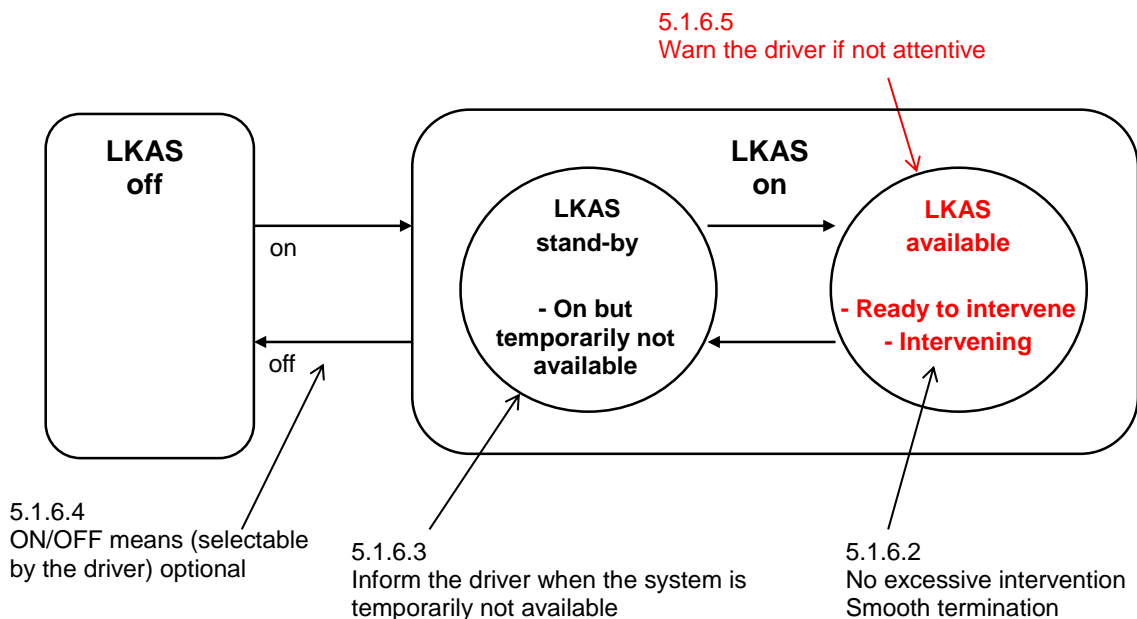 5.1.6.5
Warn the driver if not attentive
LKAS
off
LKAS
on
LKAS
stand-by
- On but
temporarily not
available
LKAS
available
- Ready to intervene
- Intervening
on
off
5.1.6.4
ON/OFF means (selectable
by the driver) optional
5.1.6.3
Inform the driver when the system is
temporarily not available
5.1.6.2
No excessive intervention
Smooth termination